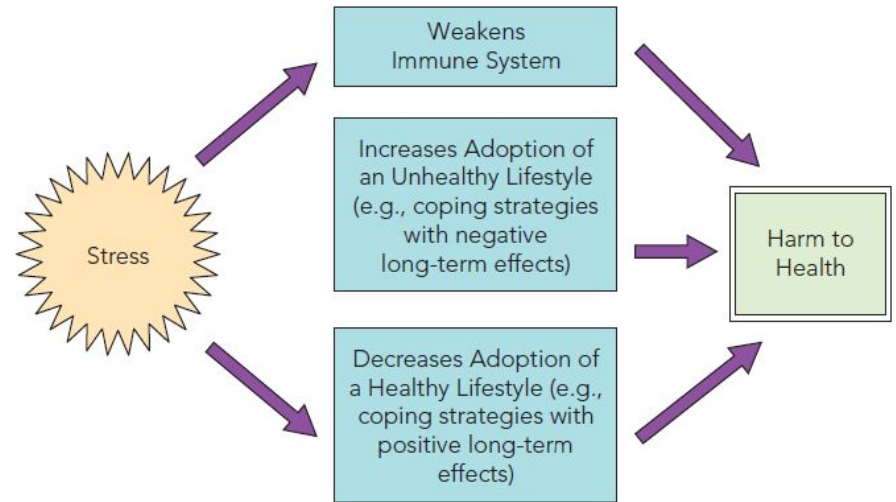 Weakens
Immune System
Increases Adoption of
an Unhealthy Lifestyle
(e.g., coping strategies
with negative
long-term effects)
Stress
Harm to
Health
Decreases Adoption of
a Healthy Lifestyle (e.g.,
coping strategies with
positive long-term
effects)